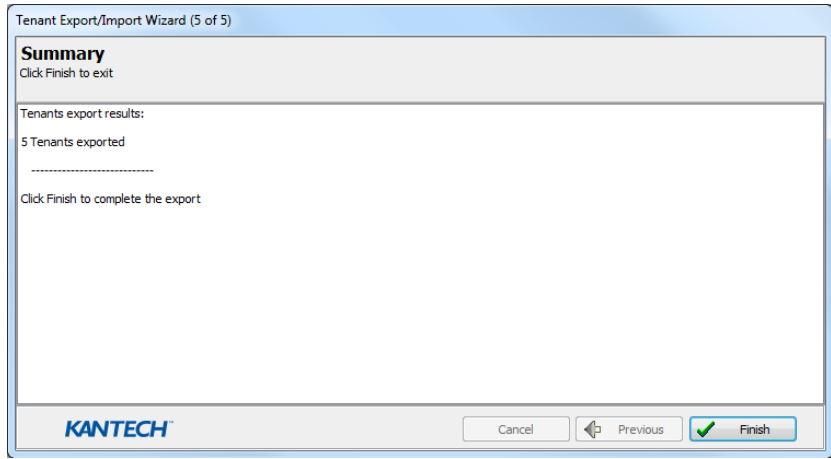 Tenant Export/Import Wizard (5 of 5)
Summary
Click Finish to exit
Tenants export results:
5 Tenants exported
----------------------------
Click Finish to complete the export
KANTECH™
Cancel
Previous
Finish